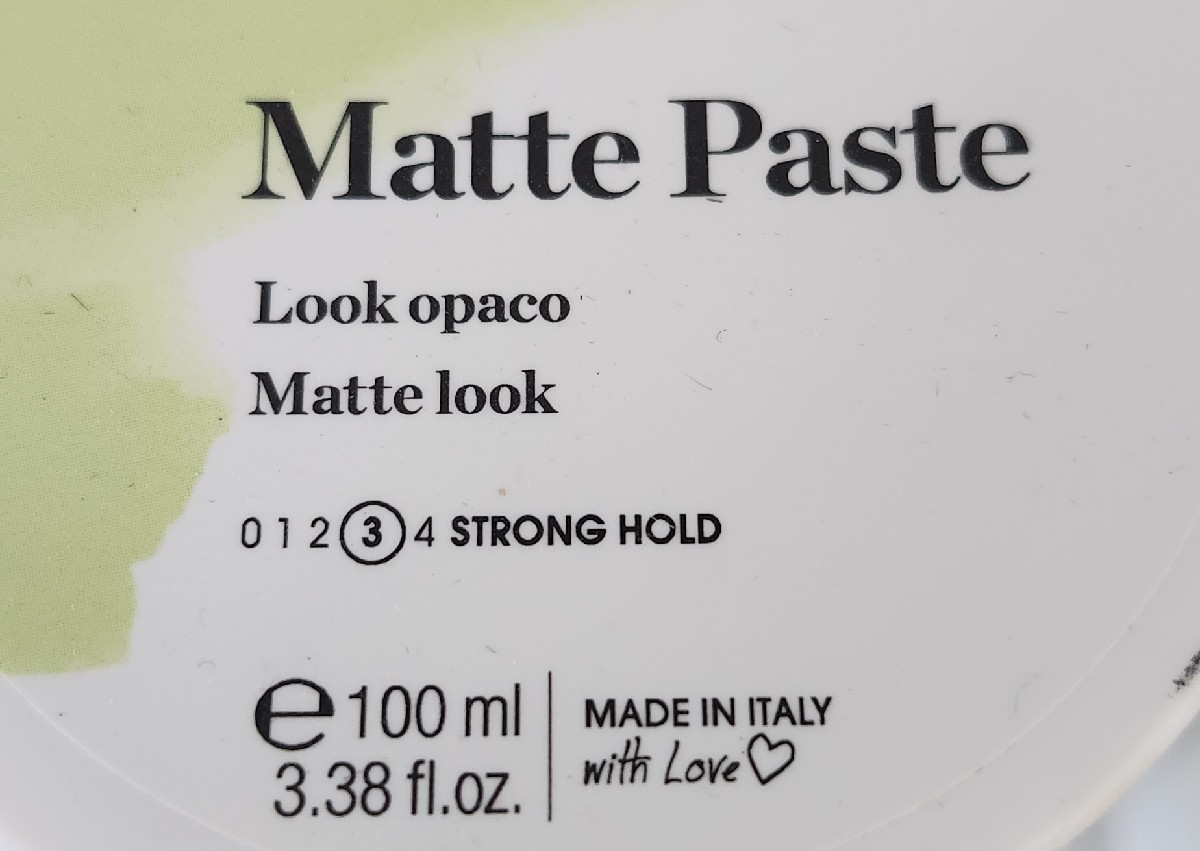 Matte Paste
Look opaco
Matte look
0 1 2 3 4 STRONG HOLD
℮ 100 ml
3.38 fl.oz.
MADE IN ITALY
with Love♡